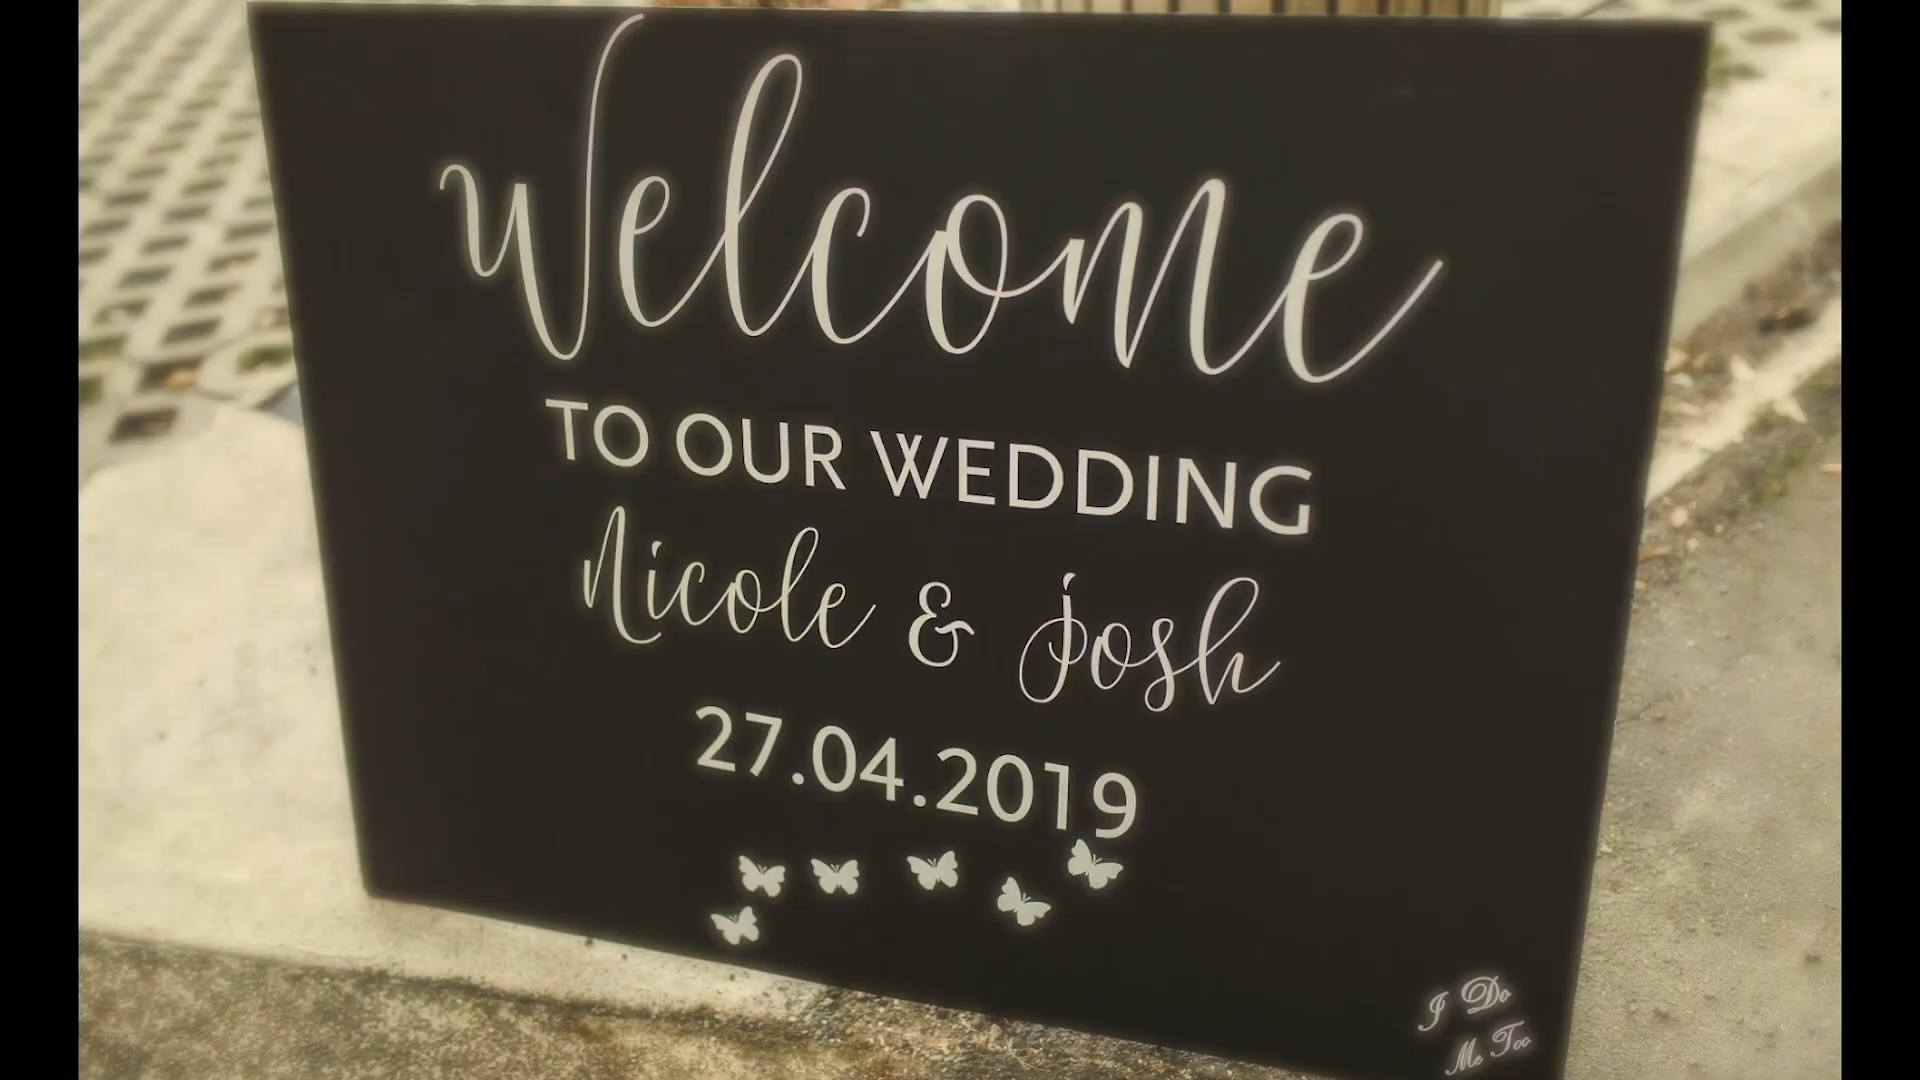 Welcome
TO OUR WEDDING
Nicole & Josh
27.04.2019
I Do
Me Too